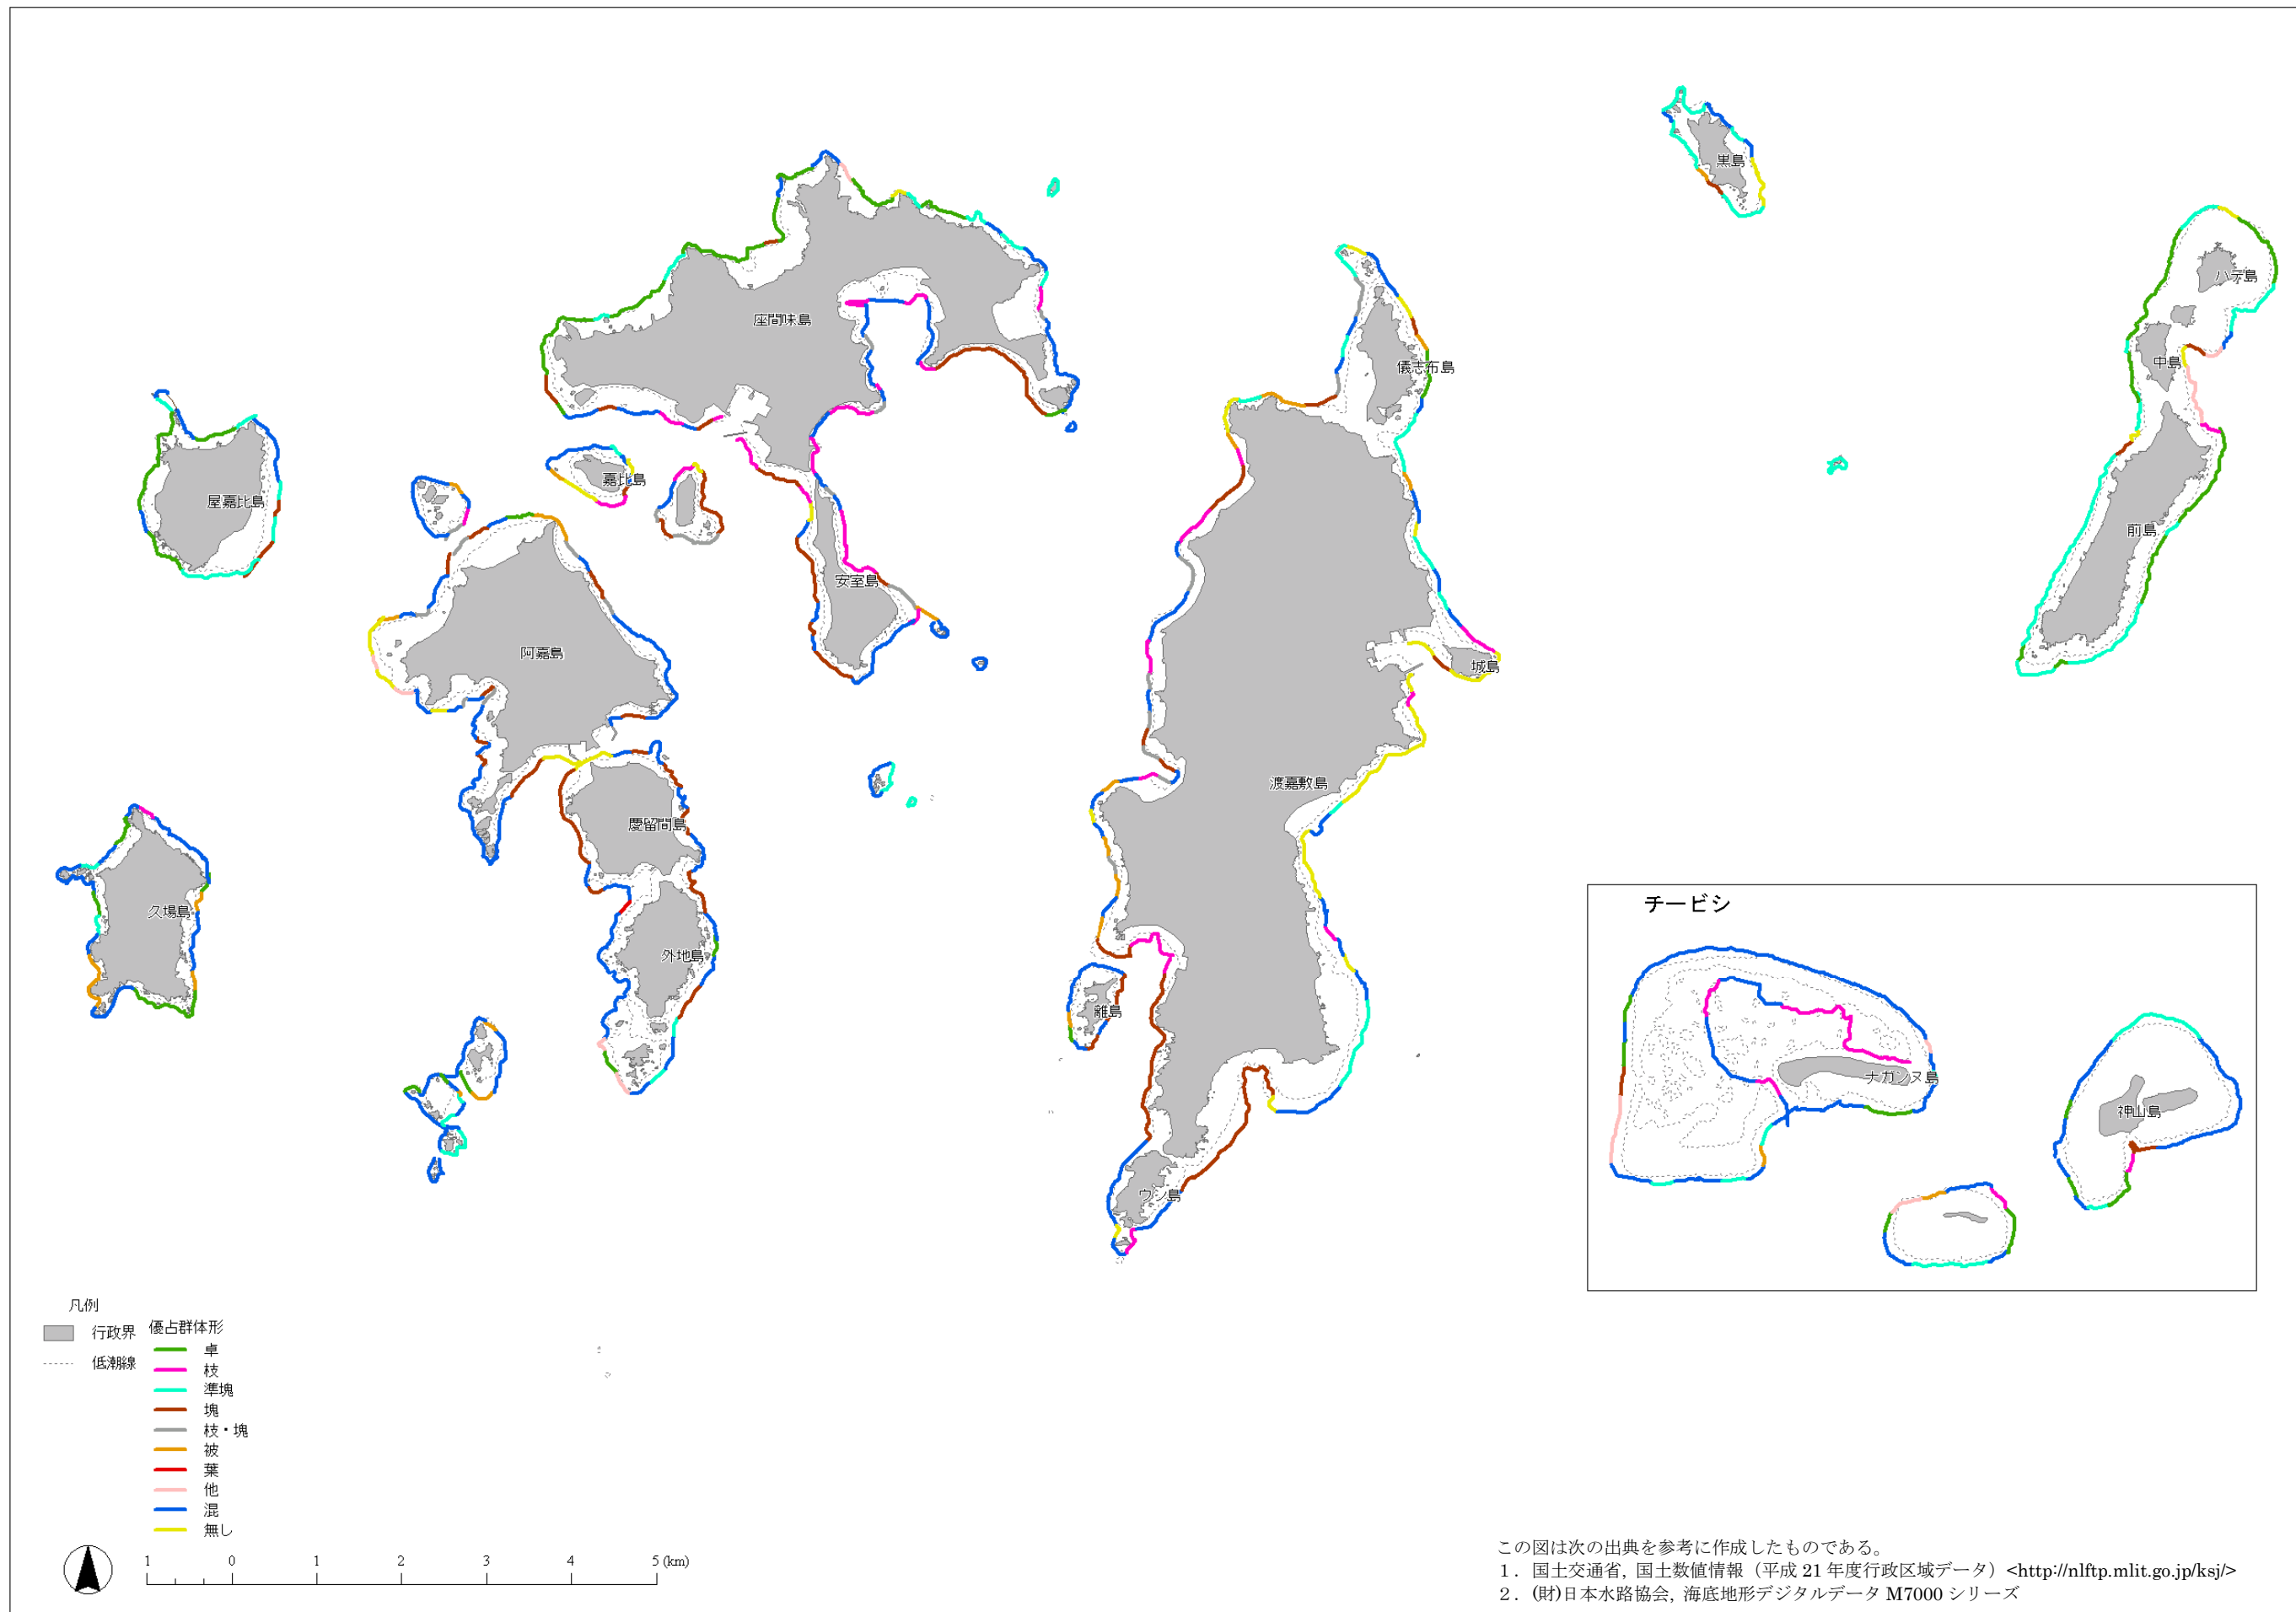 黒島
ハテ島
座間味島
中島
儀志布島
嘉比島
屋嘉比島
前島
安室島
阿嘉島
城島
渡嘉敷島
慶留間島
チービシ
久場島
外地島
離島
ナガンヌ島
神山島
ウン島
凡例
行政界
低潮線
優占群体形
卓
枝
準塊
塊
枝・塊
被
葉
他
混
無し
1 0 1 2 3 4 5 (km)
この図は次の出典を参考に作成したものである。
1. 国土交通省, 国土数値情報（平成 21 年度行政区域データ）<http://nlftp.mlit.go.jp/ksj/>
2. (財)日本水路協会, 海底地形デジタルデータ M7000 シリーズ